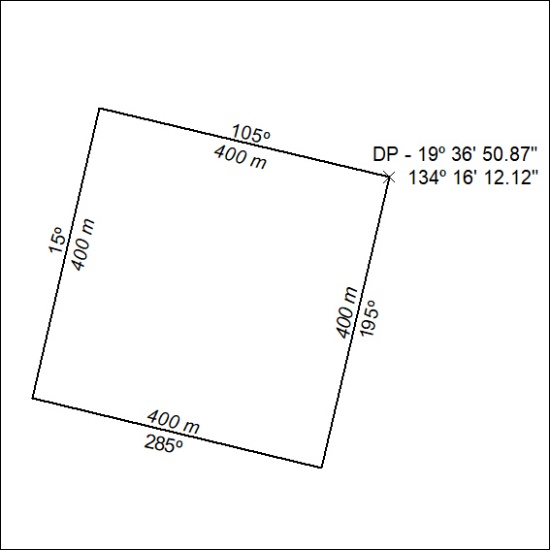 105º
400 m
DP - 19º 36' 50.87"
134º 16' 12.12"
15º
400 m
400 m
195º
400 m
285º